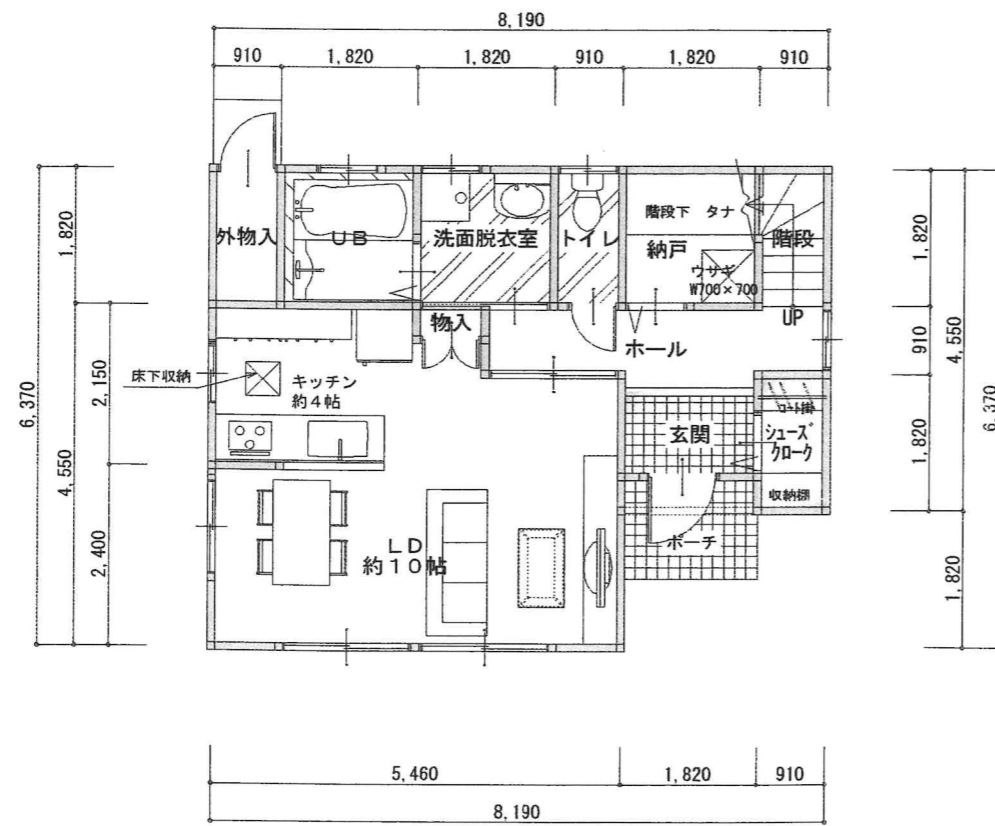 8,190
910
1,820
1,820
910
1,820
910
外物入
UB
洗面脱衣室
トイレ
階段下 タナ
納戸
ウサギ
W700×700
階段
UP
物入
ホール
床下収納
キッチン
約4帖
玄関
コート掛
シューズ
クローク
収納棚
ポーチ
LD
約10帖
6,370
1,820
4,550
2,150
2,400
1,820
910
4,550
1,820
1,820
6,370
5,460
1,820
910
8,190